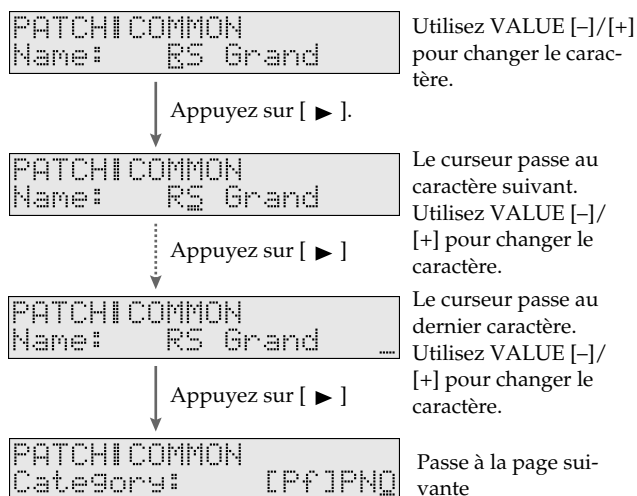 PATCH▮COMMON
Name: RS Grand
Utilisez VALUE [–]/[+]
pour changer le carac-
tère.
Appuyez sur [ ► ].
PATCH▮COMMON
Name: RS Grand
Le curseur passe au
caractère suivant.
Utilisez VALUE [–]/
[+] pour changer le
caractère.
Appuyez sur [ ► ]
PATCH▮COMMON
Name: RS Grand _
Le curseur passe au
dernier caractère.
Utilisez VALUE [–]/
[+] pour changer le
caractère.
Appuyez sur [ ► ]
PATCH▮COMMON
Category: [Pf]PNO
Passe à la page sui-
vante